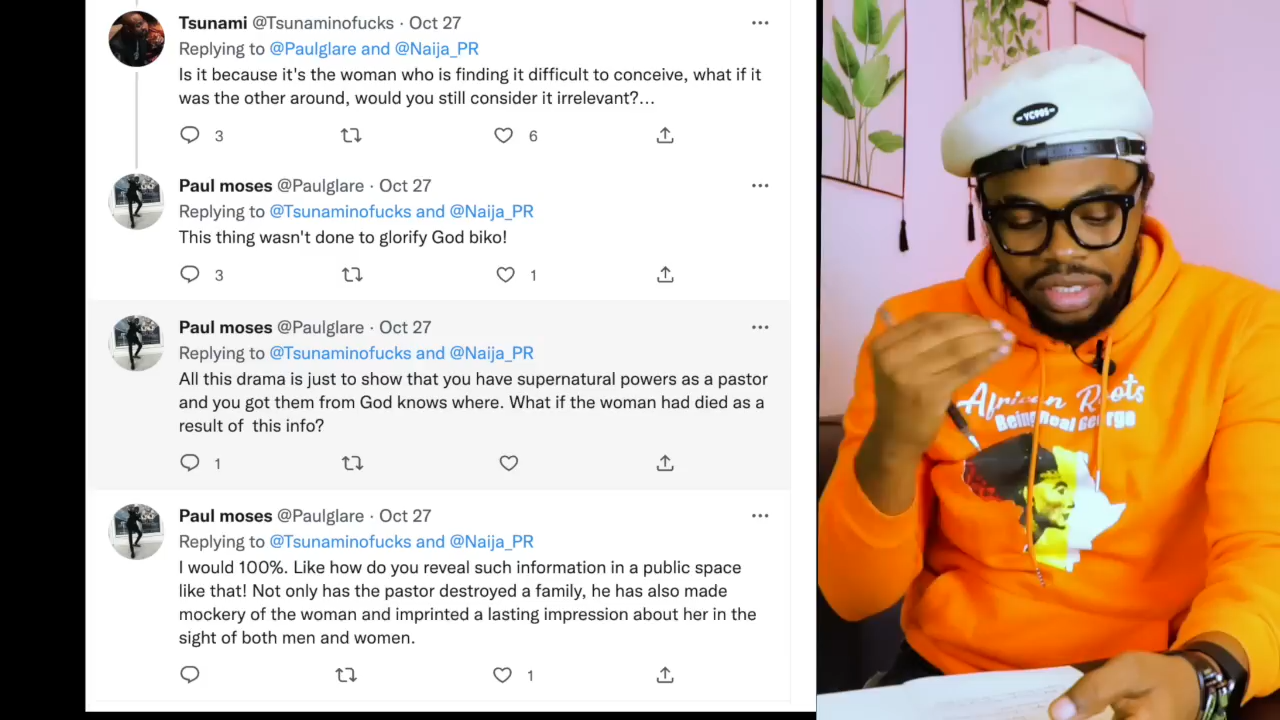 Tsunami @Tsunaminofucks · Oct 27
Replying to @Paulglare and @Naija_PR
Is it because it's the woman who is finding it difficult to conceive, what if it
was the other around, would you still consider it irrelevant?…
3 6
Paul moses @Paulglare · Oct 27
Replying to @Tsunaminofucks and @Naija_PR
This thing wasn't done to glorify God biko!
3 1
Paul moses @Paulglare · Oct 27
Replying to @Tsunaminofucks and @Naija_PR
All this drama is just to show that you have supernatural powers as a pastor
and you got them from God knows where. What if the woman had died as a
result of this info?
1
Paul moses @Paulglare · Oct 27
Replying to @Tsunaminofucks and @Naija_PR
I would 100%. Like how do you reveal such information in a public space
like that! Not only has the pastor destroyed a family, he has also made
mockery of the woman and imprinted a lasting impression about her in the
sight of both men and women.
1
African Roots